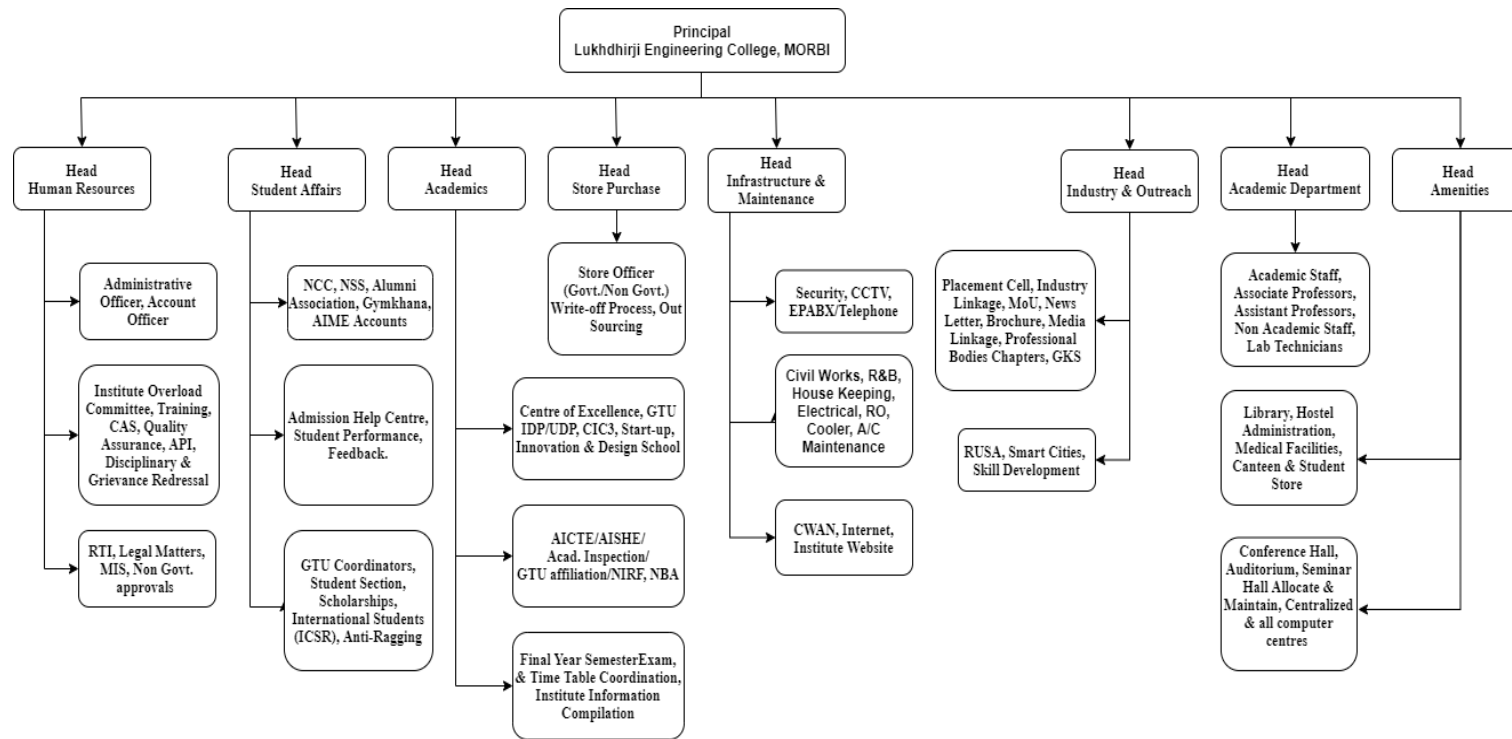 Principal
Lukhdhirji Engineering College, MORBI
Head
Human Resources
Head
Student Affairs
Head
Academics
Head
Store Purchase
Head
Infrastructure &
Maintenance
Head
Industry & Outreach
Head
Academic Department
Head
Amenities
Administrative
Officer, Account
Officer
Institute Overload
Committee, Training,
CAS, Quality
Assurance, API,
Disciplinary &
Grievance Redressal
RTI, Legal Matters,
MIS, Non Govt.
approvals
NCC, NSS, Alumni
Association, Gymkhana,
AIME Accounts
Admission Help Centre,
Student Performance,
Feedback.
GTU Coordinators,
Student Section,
Scholarships,
International Students
(ICSR), Anti-Ragging
Centre of Excellence, GTU
IDP/UDP, CIC3, Start-up,
Innovation & Design School
AICTE/AISHE/
Acad. Inspection/
GTU affiliation/NIRF, NBA
Final Year SemesterExam,
& Time Table Coordination,
Institute Information
Compilation
Store Officer
(Govt./Non Govt.)
Write-off Process, Out
Sourcing
Security, CCTV,
EPABX/Telephone
Civil Works, R&B,
House Keeping,
Electrical, RO,
Cooler, A/C
Maintenance
CWAN, Internet,
Institute Website
Placement Cell, Industry
Linkage, MoU, News
Letter, Brochure, Media
Linkage, Professional
Bodies Chapters, GKS
RUSA, Smart Cities,
Skill Development
Academic Staff,
Associate Professors,
Assistant Professors,
Non Academic Staff,
Lab Technicians
Library, Hostel
Administration,
Medical Facilities,
Canteen & Student
Store
Conference Hall,
Auditorium, Seminar
Hall Allocate &
Maintain, Centralized
& all computer
centres